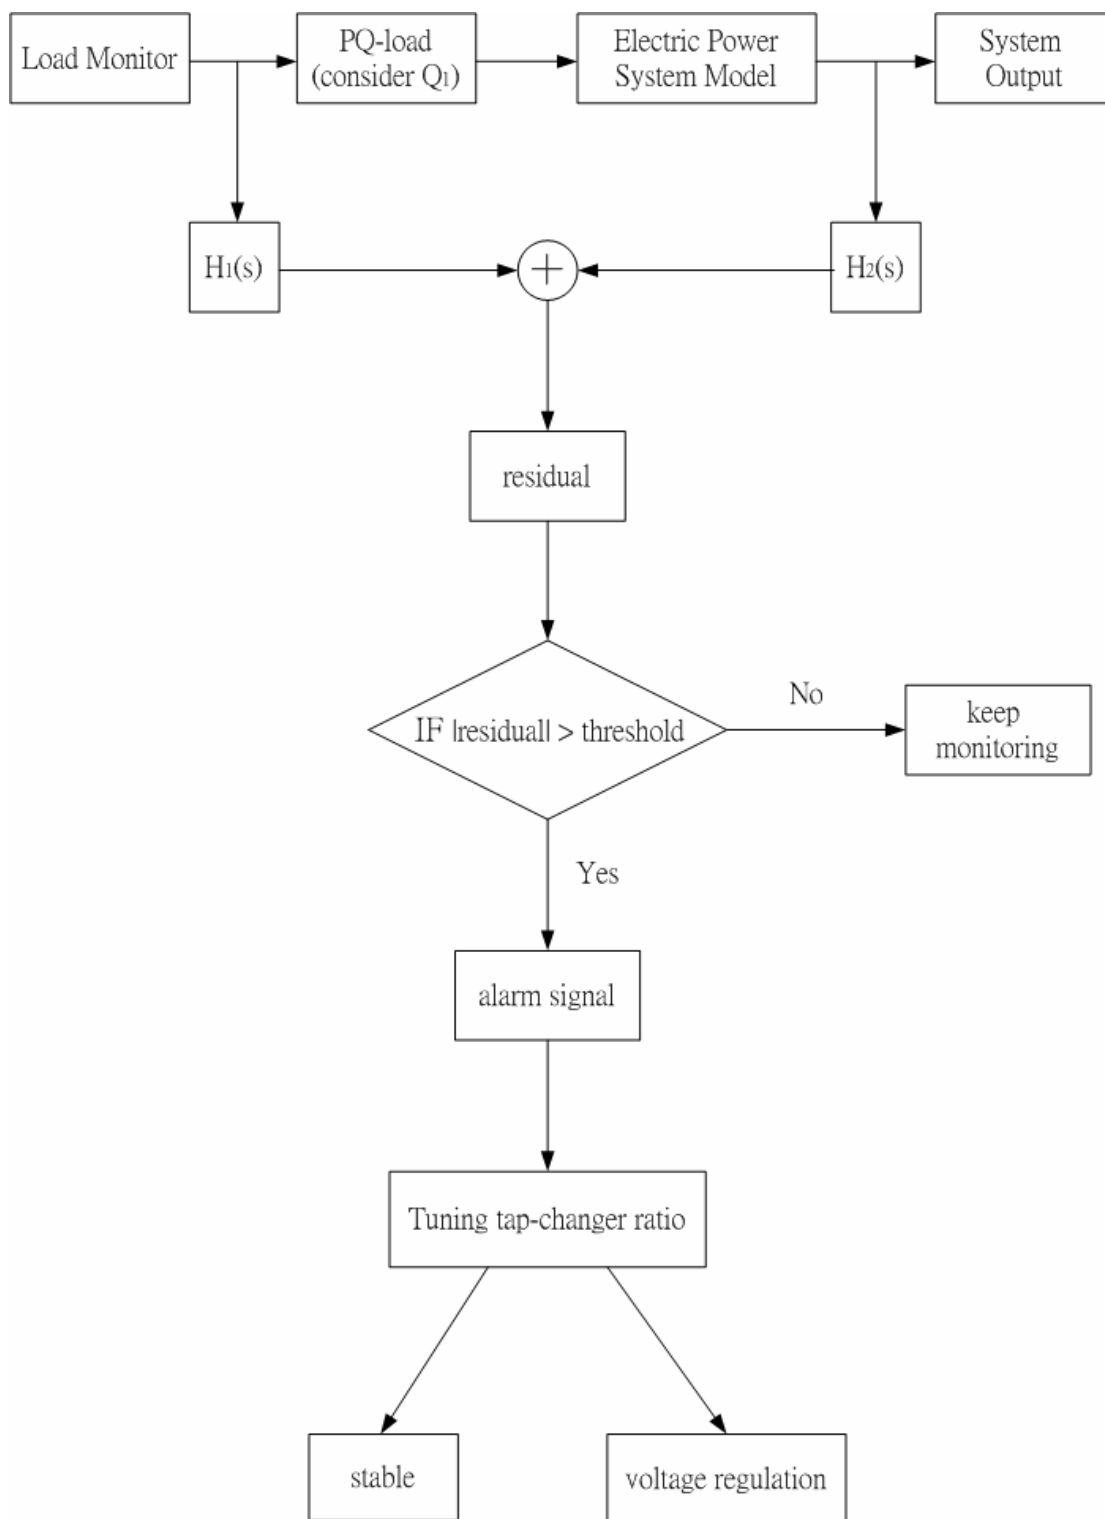 Load Monitor
PQ-load
(consider Q1)
Electric Power
System Model
System
Output
H1(s)
+
H2(s)
residual
IF |residual| > threshold
No
keep
monitoring
Yes
alarm signal
Tuning tap-changer ratio
stable
voltage regulation